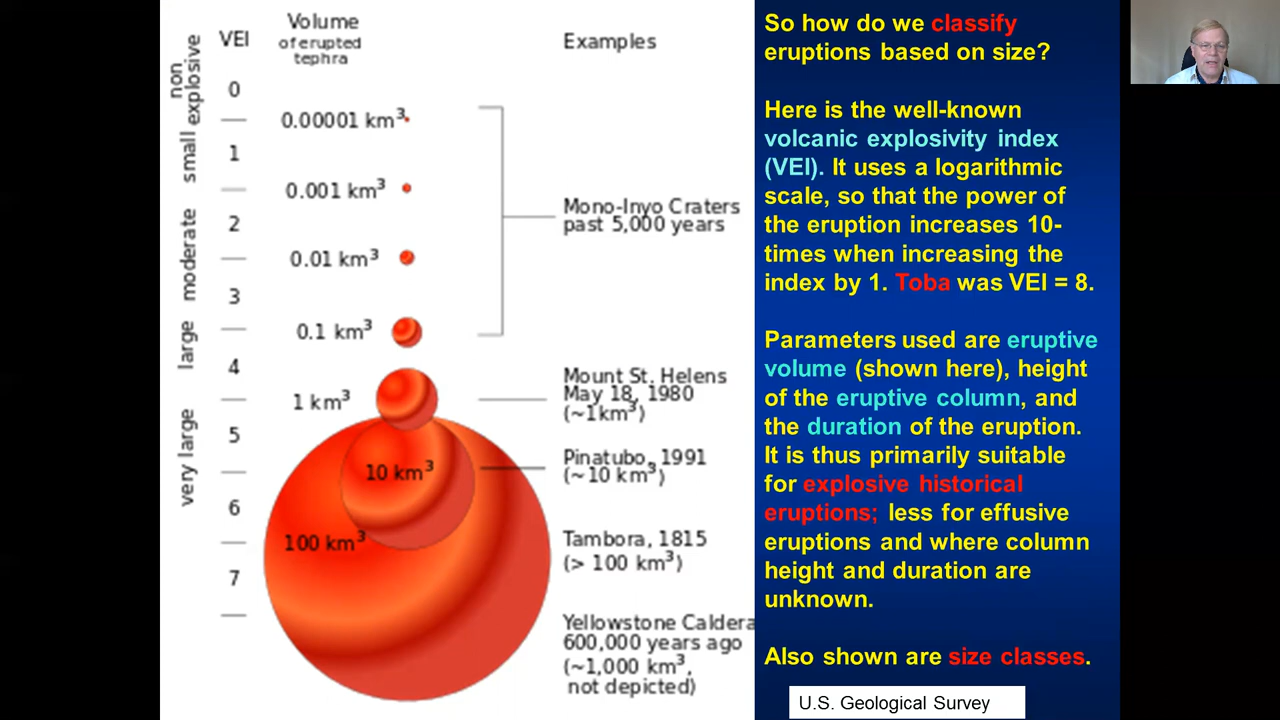 VEI
Volume
of erupted
tephra
Examples
non
explosive
small
moderate
large
very large
0
0.00001 km³
1
0.001 km³
2
Mono-Inyo Craters
past 5,000 years
0.01 km³
3
0.1 km³
4
Mount St. Helens
May 18, 1980
(~1km³)
1 km³
5
Pinatubo, 1991
(~10 km³)
10 km³
6
100 km³
Tambora, 1815
(> 100 km³)
7
Yellowstone Caldera
600,000 years ago
(~1,000 km³,
not depicted)
So how do we classify
eruptions based on size?
Here is the well-known
volcanic explosivity index
(VEI). It uses a logarithmic
scale, so that the power of
the eruption increases 10-
times when increasing the
index by 1. Toba was VEI = 8.
Parameters used are eruptive
volume (shown here), height
of the eruptive column, and
the duration of the eruption.
It is thus primarily suitable
for explosive historical
eruptions; less for effusive
eruptions and where column
height and duration are
unknown.
Also shown are size classes.
U.S. Geological Survey